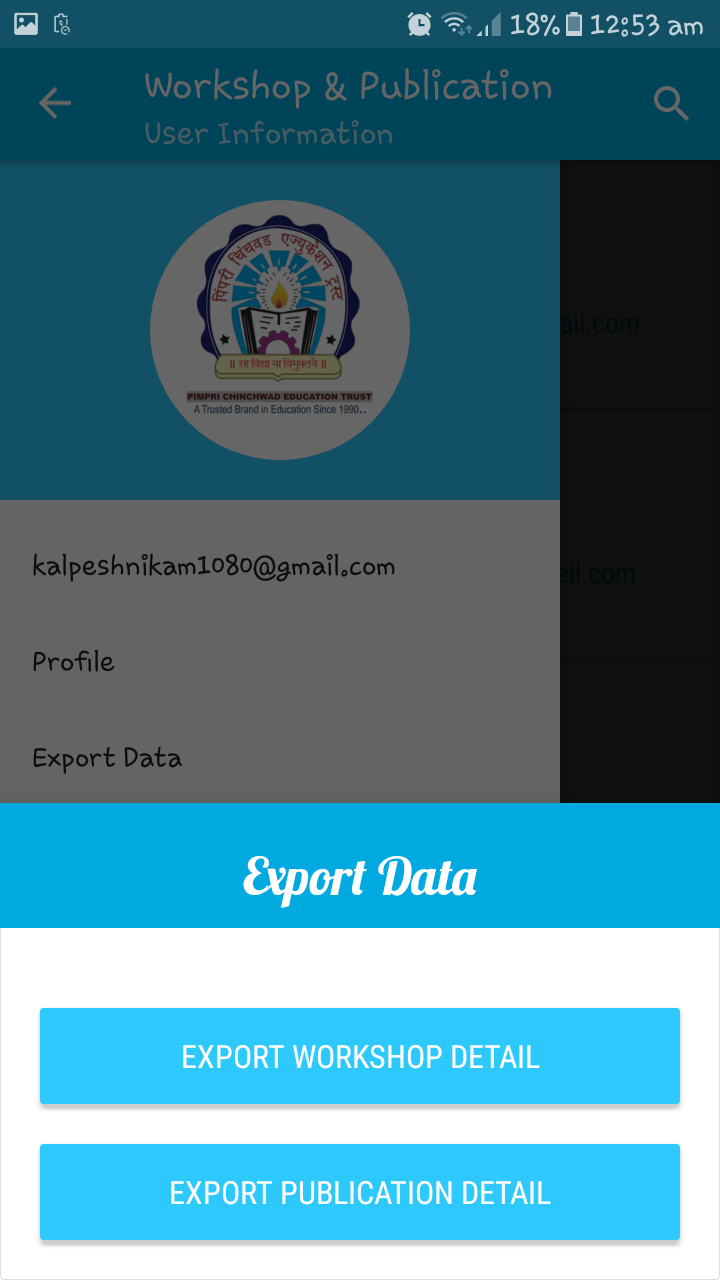 18% 12:53 am
Workshop & Publication
User Information
पिंपरी चिंचवड एज्युकेशन ट्रस्ट
|| सा विद्या या विमुक्तये ||
PIMPRI CHINCHWAD EDUCATION TRUST
A Trusted Brand in Education Since 1990..
ail.com
kalpeshnikam1080@gmail.com
ail.com
Profile
Export Data
Export Data
EXPORT WORKSHOP DETAIL
EXPORT PUBLICATION DETAIL